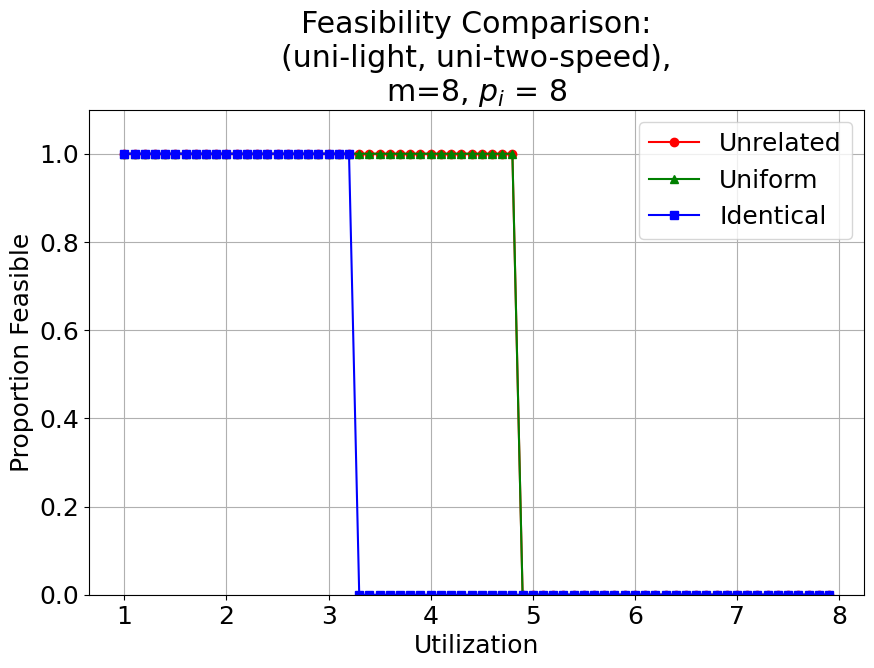 Feasibility Comparison:
(uni-light, uni-two-speed),
m=8, p_i = 8
Unrelated
Uniform
Identical
Proportion Feasible
1.0
0.8
0.6
0.4
0.2
0.0
1 2 3 4 5 6 7 8
Utilization